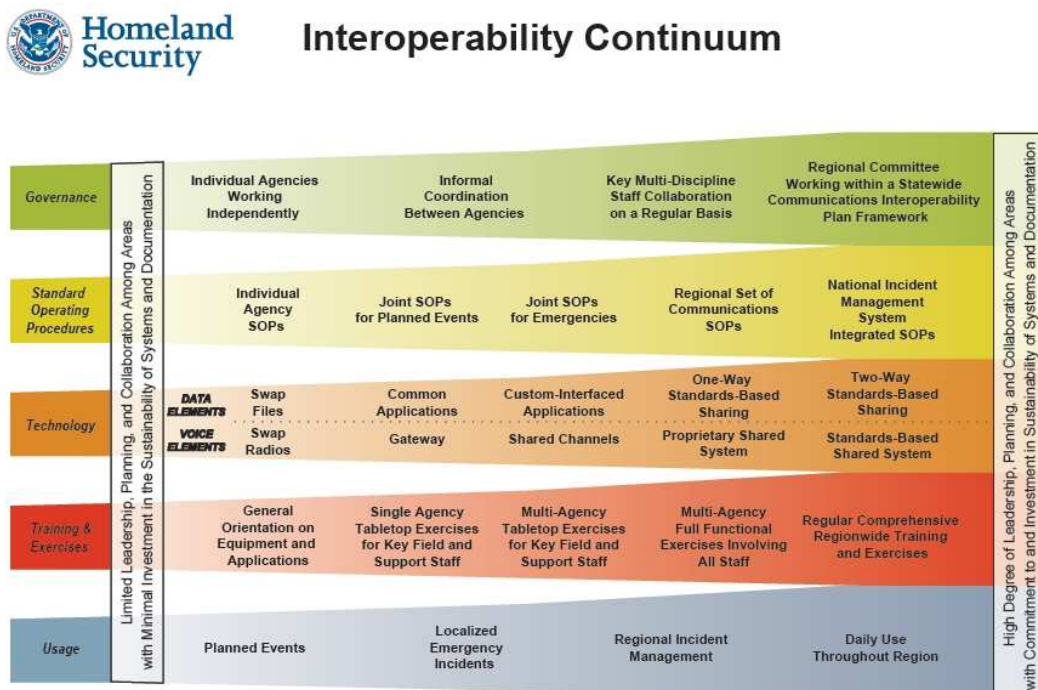 U.S. DEPARTMENT OF
HOMELAND SECURITY
Homeland
Security
Interoperability Continuum
Limited Leadership, Planning, and Collaboration Among Areas
with Minimal Investment in the Sustainability of Systems and Documentation
Governance
Individual Agencies
Working
Independently
Informal
Coordination
Between Agencies
Key Multi-Discipline
Staff Collaboration
on a Regular Basis
Regional Committee
Working within a Statewide
Communications Interoperability
Plan Framework
Standard
Operating
Procedures
Individual
Agency
SOPs
Joint SOPs
for Planned Events
Joint SOPs
for Emergencies
Regional Set of
Communications
SOPs
National Incident
Management
System
Integrated SOPs
Technology
DATA
ELEMENTS
Swap
Files
Common
Applications
Custom-Interfaced
Applications
One-Way
Standards-Based
Sharing
Two-Way
Standards-Based
Sharing
VOICE
ELEMENTS
Swap
Radios
Gateway
Shared Channels
Proprietary Shared
System
Standards-Based
Shared System
Training &
Exercises
General
Orientation on
Equipment and
Applications
Single Agency
Tabletop Exercises
for Key Field and
Support Staff
Multi-Agency
Tabletop Exercises
for Key Field and
Support Staff
Multi-Agency
Full Functional
Exercises Involving
All Staff
Regular Comprehensive
Regionwide Training
and Exercises
Usage
Planned Events
Localized
Emergency
Incidents
Regional Incident
Management
Daily Use
Throughout Region
High Degree of Leadership, Planning, and Collaboration Among Areas
with Commitment to and Investment in Sustainability of Systems and Documentation